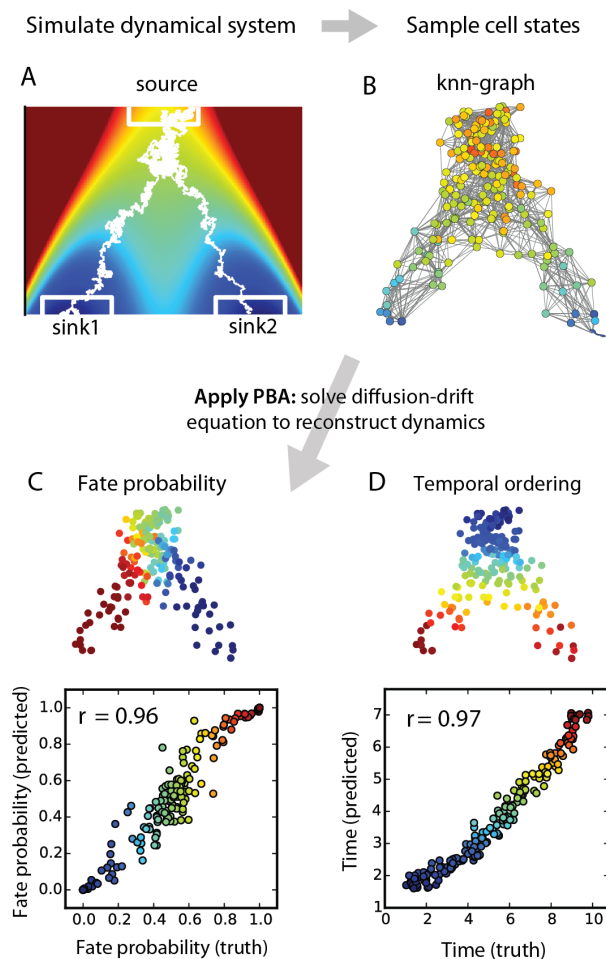 Simulate dynamical system
Sample cell states
A
source
sink1
sink2
B
knn-graph
Apply PBA: solve diffusion-drift
equation to reconstruct dynamics
C
Fate probability
D
Temporal ordering
r = 0.96
Fate probability (predicted)
1.0
0.8
0.6
0.4
0.2
0.0
0.0 0.2 0.4 0.6 0.8 1.0
Fate probability (truth)
r = 0.97
Time (predicted)
7
6
5
4
3
2
1
2 4 6 8 10
Time (truth)